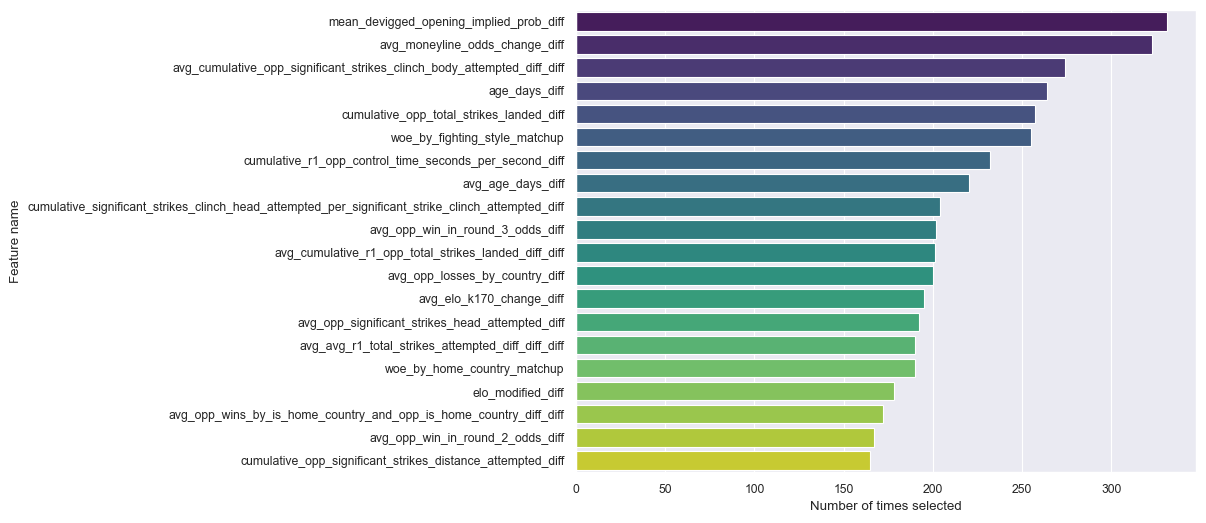 mean_devigged_opening_implied_prob_diff
avg_moneyline_odds_change_diff
avg_cumulative_opp_significant_strikes_clinch_body_attempted_diff_diff
age_days_diff
cumulative_opp_total_strikes_landed_diff
woe_by_fighting_style_matchup
cumulative_r1_opp_control_time_seconds_per_second_diff
avg_age_days_diff
cumulative_significant_strikes_clinch_head_attempted_per_significant_strike_clinch_attempted_diff
avg_opp_win_in_round_3_odds_diff
avg_cumulative_r1_opp_total_strikes_landed_diff_diff
avg_opp_losses_by_country_diff
avg_elo_k170_change_diff
avg_opp_significant_strikes_head_attempted_diff
avg_avg_r1_total_strikes_attempted_diff_diff_diff
woe_by_home_country_matchup
elo_modified_diff
avg_opp_wins_by_is_home_country_and_opp_is_home_country_diff_diff
avg_opp_win_in_round_2_odds_diff
cumulative_opp_significant_strikes_distance_attempted_diff
Feature name
0 50 100 150 200 250 300
Number of times selected